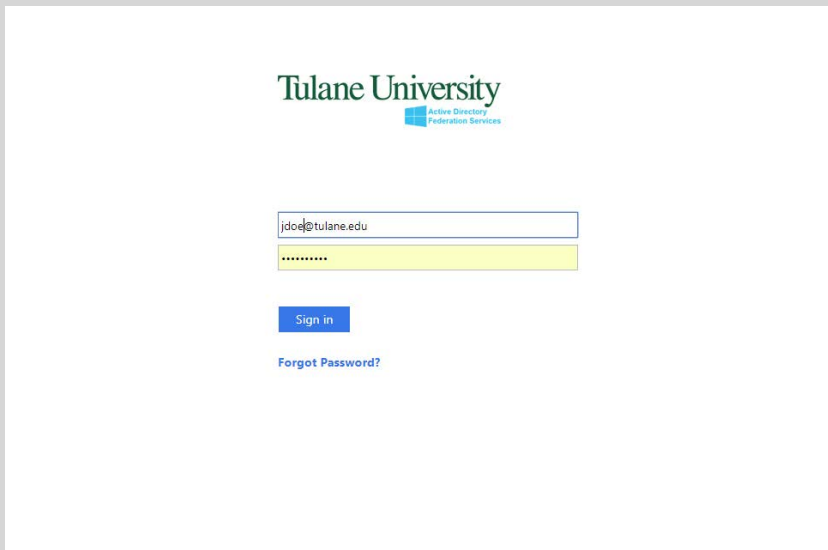 Tulane University
Active Directory
Federation Services
jdoe@tulane.edu
••••••••••
Sign in
Forgot Password?